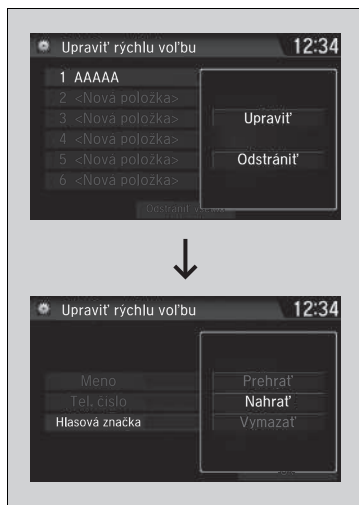 Upraviť rýchlu voľbu 12:34
1 AAAAA
2 <Nová položka>
3 <Nová položka>
4 <Nová položka>
5 <Nová položka>
6 <Nová položka>
Upraviť
Odstrániť
Odstrániť
Upraviť rýchlu voľbu 12:34
Meno
Tel. číslo
Hlasová značka
Prehrať
Nahrať
Vymazať